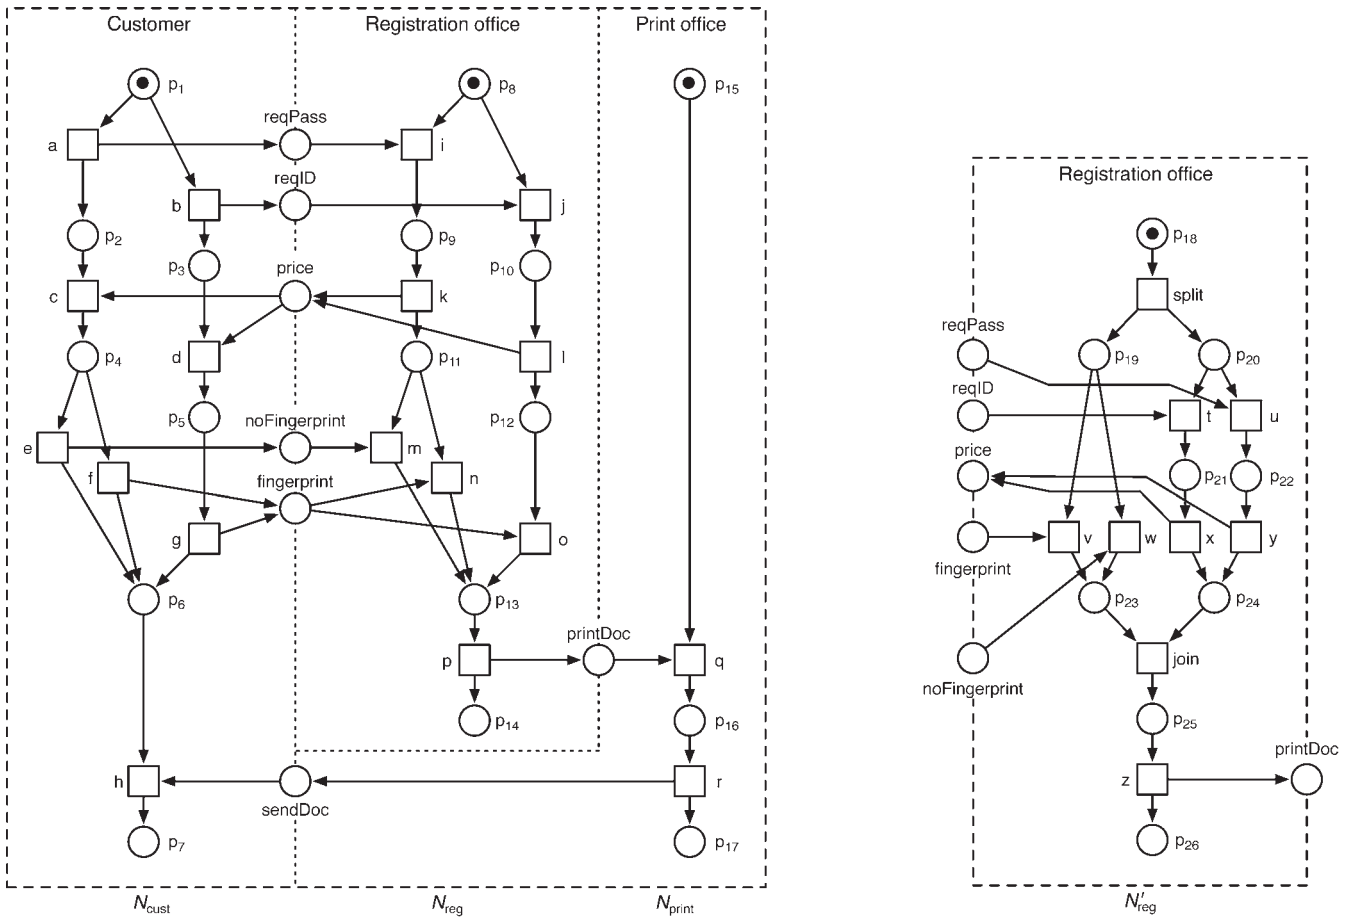 Customer
Registration office
Print office
p1
p8
p15
reqPass
a
i
reqID
b
j
p2
p3
p9
p10
price
c
k
p4
d
p11
l
p5
noFingerprint
p12
e
m
f
fingerprint
n
g
o
p6
p13
printDoc
p
q
p14
p16
h
r
sendDoc
p7
p17
Ncust
Nreg
Nprint
Registration office
p18
split
reqPass
p19
p20
reqID
t
u
price
p21
p22
v
w
x
y
fingerprint
p23
p24
join
noFingerprint
p25
printDoc
z
p26
N′reg